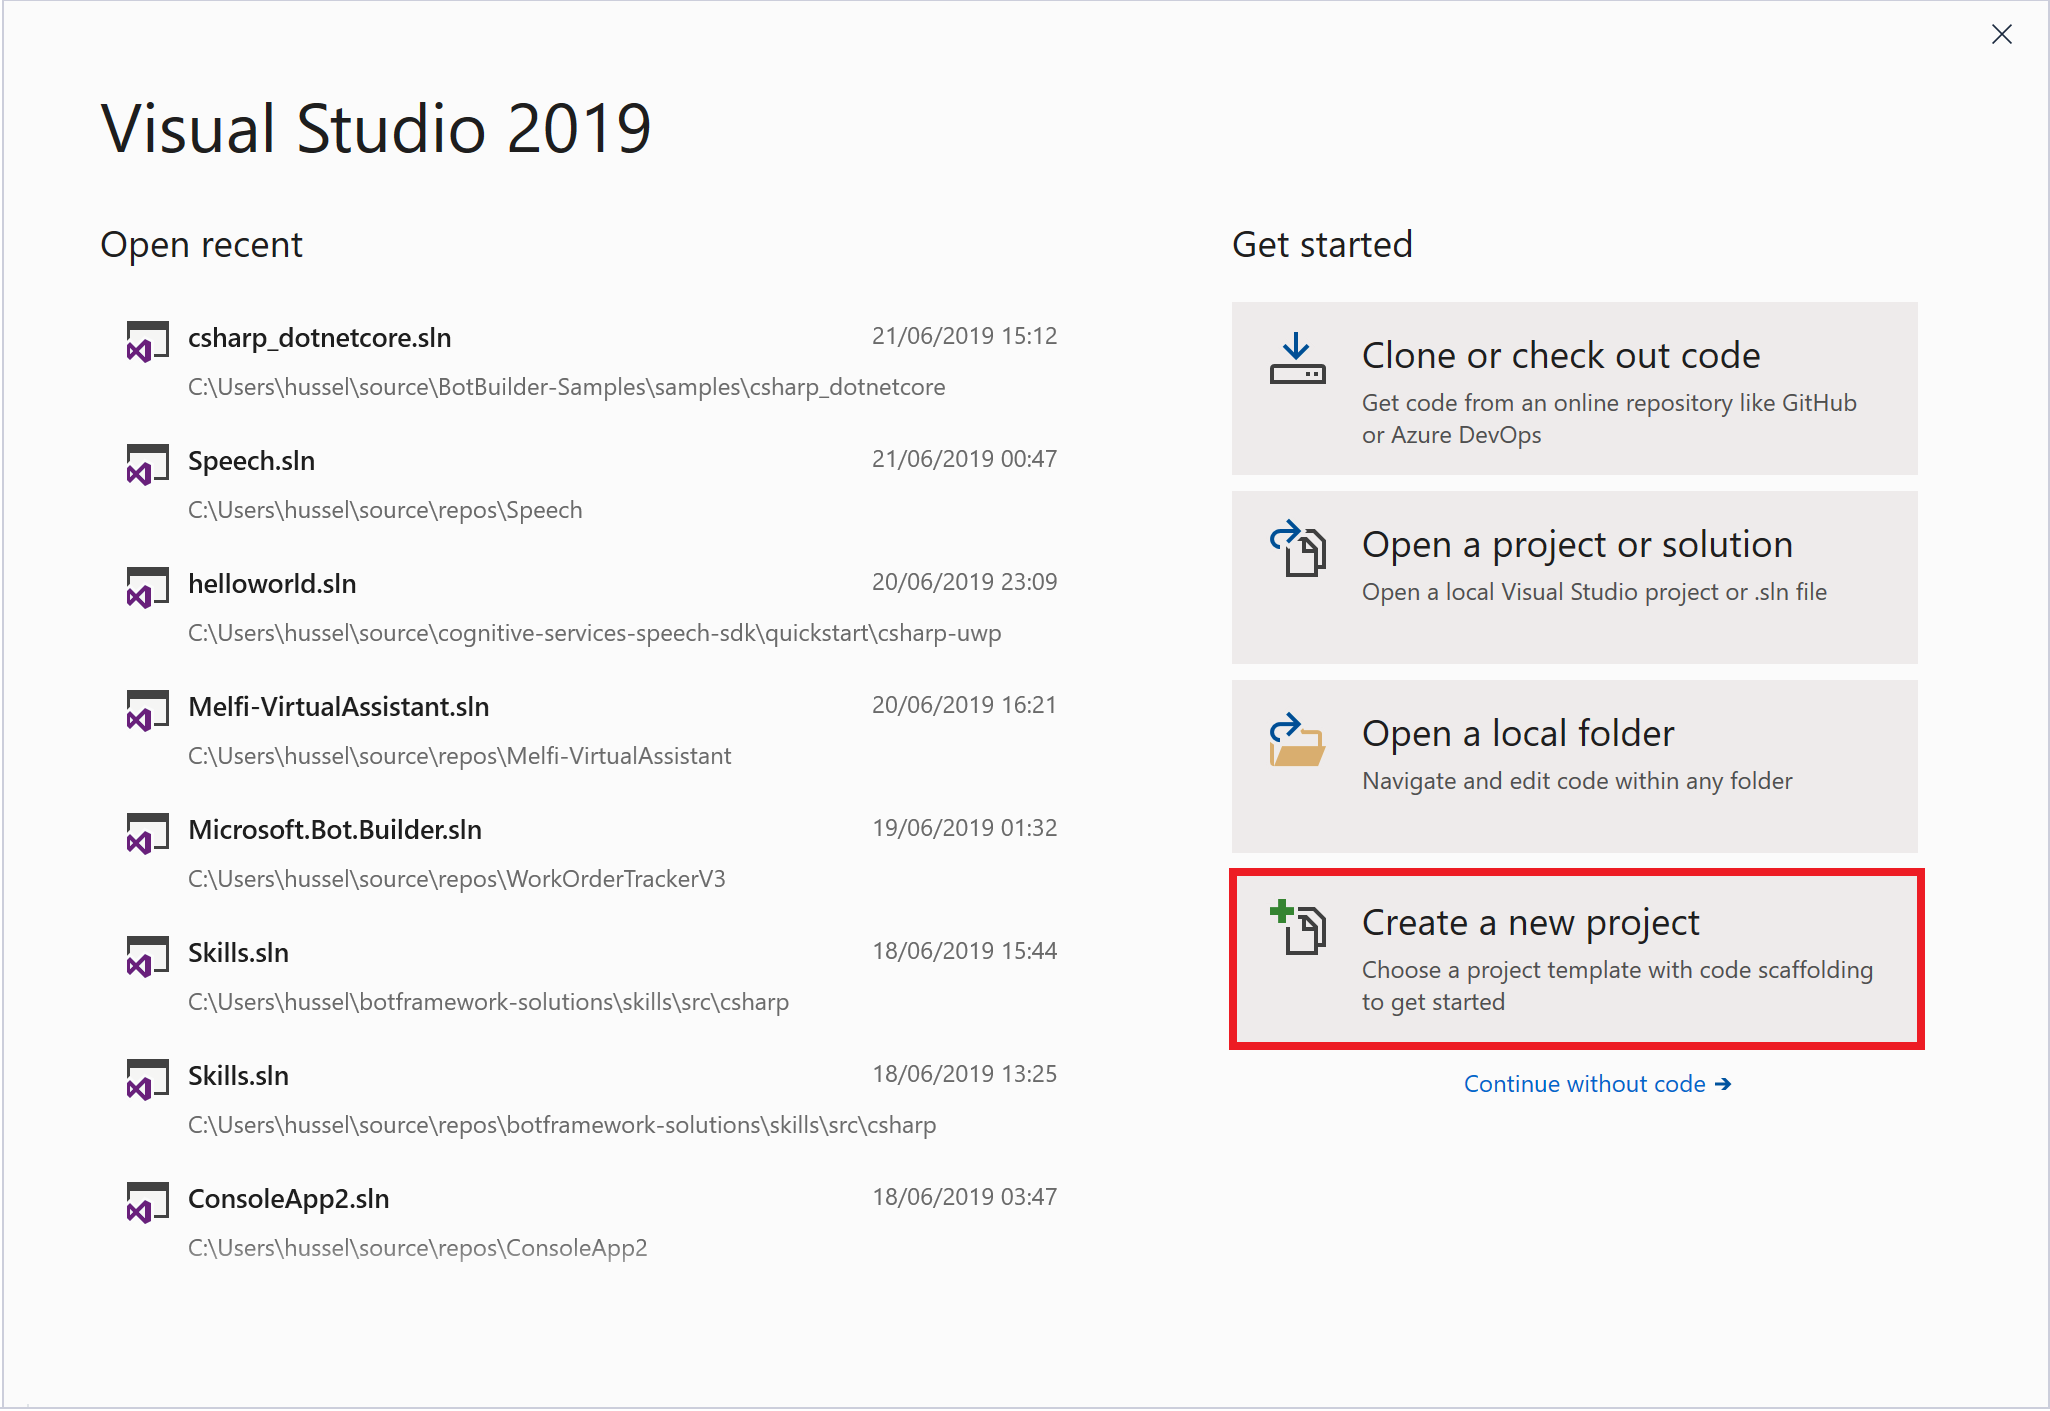 Visual Studio 2019
Open recent
csharp_dotnetcore.sln 21/06/2019 15:12
C:\Users\hussel\source\BotBuilder-Samples\samples\csharp_dotnetcore
Speech.sln 21/06/2019 00:47
C:\Users\hussel\source\repos\Speech
helloworld.sln 20/06/2019 23:09
C:\Users\hussel\source\cognitive-services-speech-sdk\quickstart\csharp-uwp
Melfi-VirtualAssistant.sln 20/06/2019 16:21
C:\Users\hussel\source\repos\Melfi-VirtualAssistant
Microsoft.Bot.Builder.sln 19/06/2019 01:32
C:\Users\hussel\source\repos\WorkOrderTrackerV3
Skills.sln 18/06/2019 15:44
C:\Users\hussel\botframework-solutions\skills\src\csharp
Skills.sln 18/06/2019 13:25
C:\Users\hussel\source\repos\botframework-solutions\skills\src\csharp
ConsoleApp2.sln 18/06/2019 03:47
C:\Users\hussel\source\repos\ConsoleApp2
Get started
Clone or check out code
Get code from an online repository like GitHub
or Azure DevOps
Open a project or solution
Open a local Visual Studio project or .sln file
Open a local folder
Navigate and edit code within any folder
Create a new project
Choose a project template with code scaffolding
to get started
Continue without code →